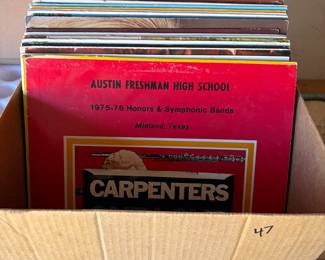 AUSTIN FRESHMAN HIGH SCHOOL
1975-76 Honors & Symphonic Bands
Midland, Texas
CARPENTERS
47